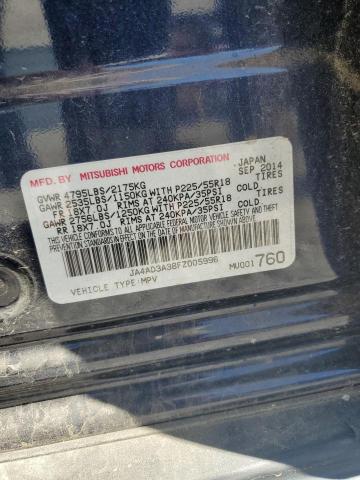 MFD. BY MITSUBISHI MOTORS CORPORATION JAPAN
GVWR 4795LBS/2175KG SEP 2014
GAWR 2535LBS/1150KG WITH P225/55R18 TIRES
FR 18X7.0J RIMS AT 240KPA/35PSI COLD.
GAWR 2756LBS/1250KG WITH P225/55R18 TIRES
RR 18X7.0J RIMS AT 240KPA/35PSI COLD.
THIS VEHICLE CONFORMS TO ALL APPLICABLE
FEDERAL MOTOR VEHICLE SAFETY AND THEFT
PREVENTION STANDARDS IN EFFECT ON THE DATE
OF MANUFACTURE SHOWN ABOVE.
JA4AD3A38FZ005996 MU001760
VEHICLE TYPE:MPV